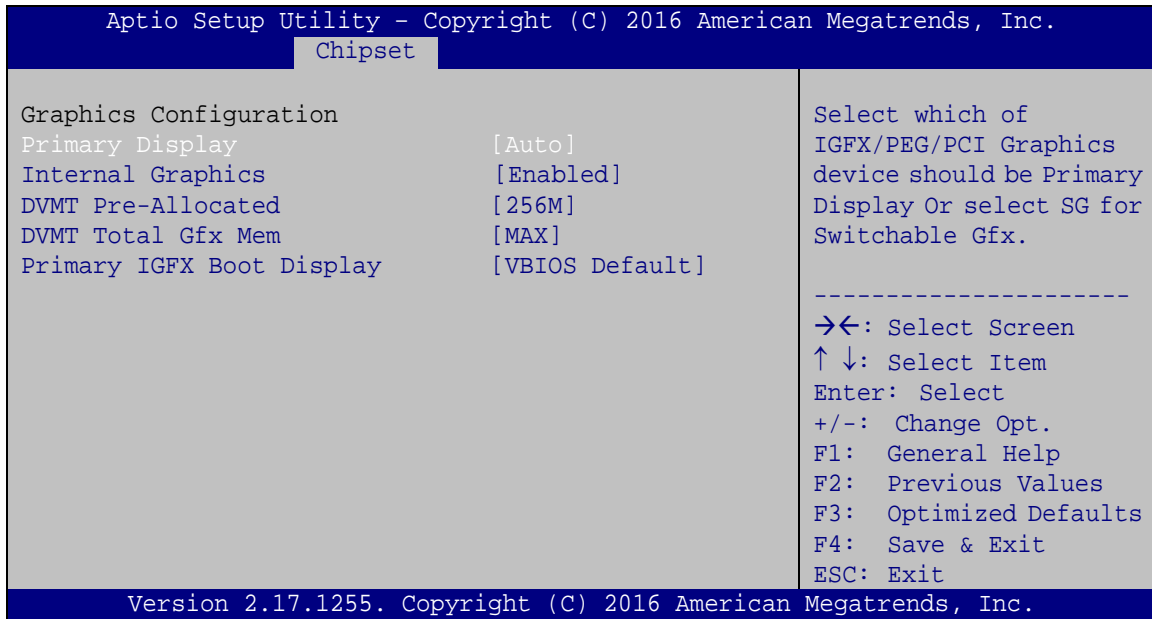 Aptio Setup Utility – Copyright (C) 2016 American Megatrends, Inc.
Chipset
Graphics Configuration
Primary Display [Auto]
Internal Graphics [Enabled]
DVMT Pre-Allocated [256M]
DVMT Total Gfx Mem [MAX]
Primary IGFX Boot Display [VBIOS Default]
Select which of
IGFX/PEG/PCI Graphics
device should be Primary
Display Or select SG for
Switchable Gfx.
----------------------
→←: Select Screen
↑ ↓: Select Item
Enter: Select
+/-: Change Opt.
F1: General Help
F2: Previous Values
F3: Optimized Defaults
F4: Save & Exit
ESC: Exit
Version 2.17.1255. Copyright (C) 2016 American Megatrends, Inc.